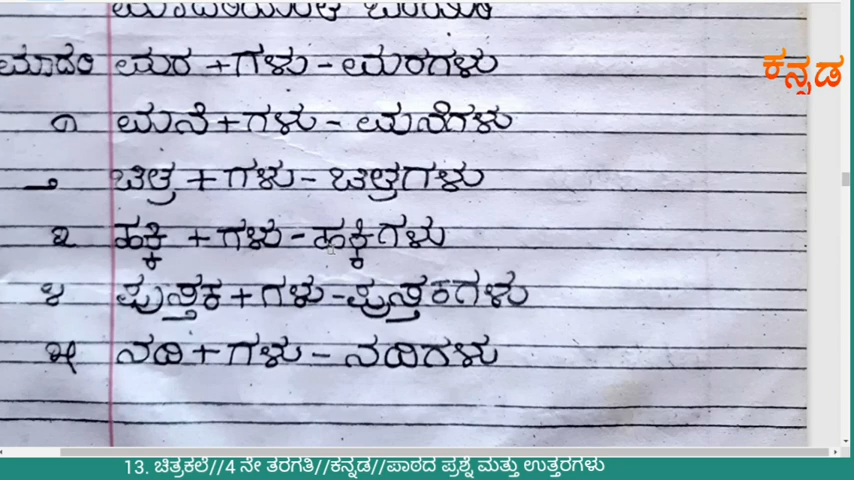 ಮಾದರಿ ಮರ + ಗಳು - ಮರಗಳು
ಕನ್ನಡ
೧ ಮನೆ + ಗಳು - ಮನೆಗಳು
೨ ಚಿತ್ರ + ಗಳು - ಚಿತ್ರಗಳು
೩ ಹಕ್ಕಿ + ಗಳು - ಹಕ್ಕಿಗಳು
೪ ಪುಸ್ತಕ + ಗಳು - ಪುಸ್ತಕಗಳು
೫ ನದಿ + ಗಳು - ನದಿಗಳು
13. ಚಿತ್ರಕಲೆ//4 ನೇ ತರಗತಿ//ಕನ್ನಡ//ಪಾಠದ ಪ್ರಶ್ನೆ ಮತ್ತು ಉತ್ತರಗಳು